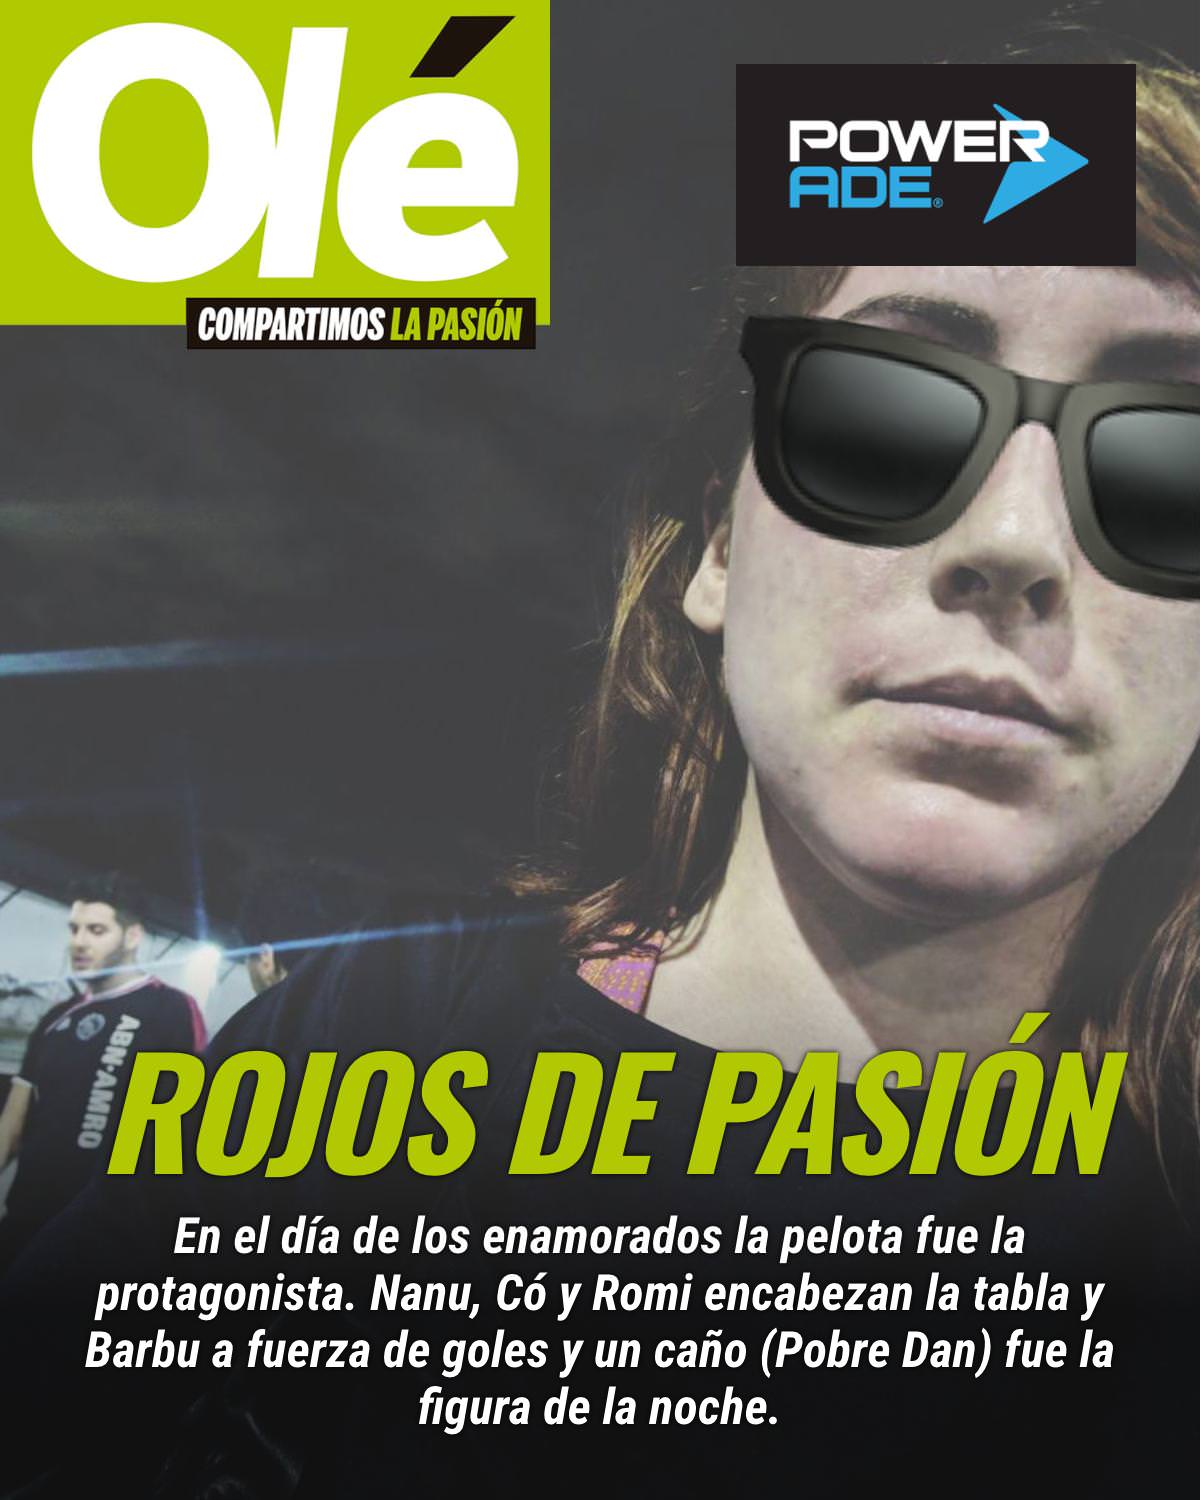 Olé
COMPARTIMOS LA PASIÓN
POWER
ADE®
ABN-AMRO
ROJOS DE PASIÓN
En el día de los enamorados la pelota fue la
protagonista. Nanu, Có y Romi encabezan la tabla y
Barbu a fuerza de goles y un caño (Pobre Dan) fue la
figura de la noche.